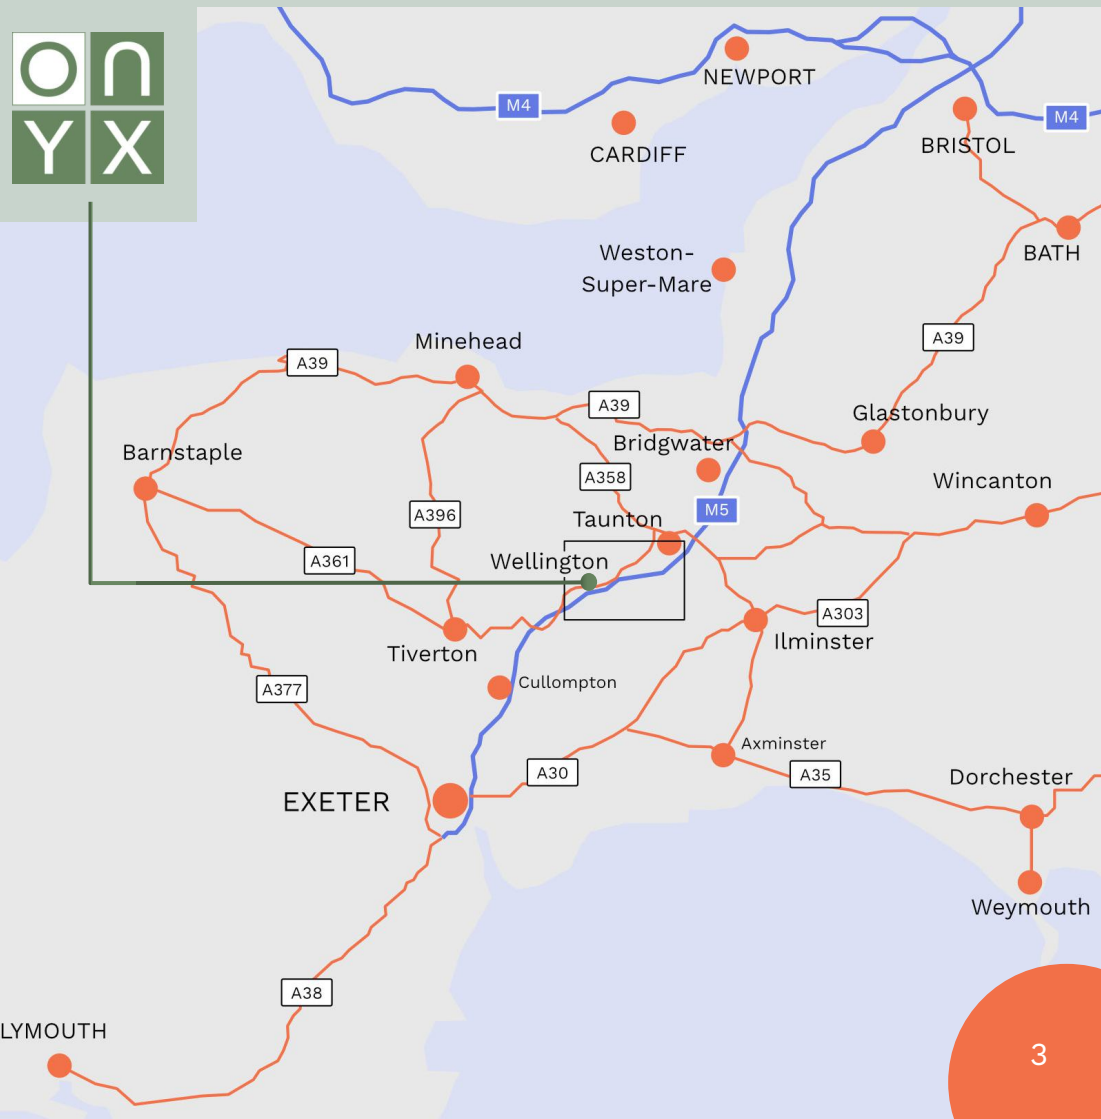 ON
YX
NEWPORT
M4
M4
CARDIFF
BRISTOL
BATH
Weston-
Super-Mare
A39
Minehead
A39
A39
Glastonbury
Bridgwater
Barnstaple
A358
Wincanton
A396
M5
Taunton
A361
Wellington
A303
Ilminster
Tiverton
Cullompton
A377
Axminster
A30
A35
Dorchester
EXETER
Weymouth
A38
LYMOUTH
3